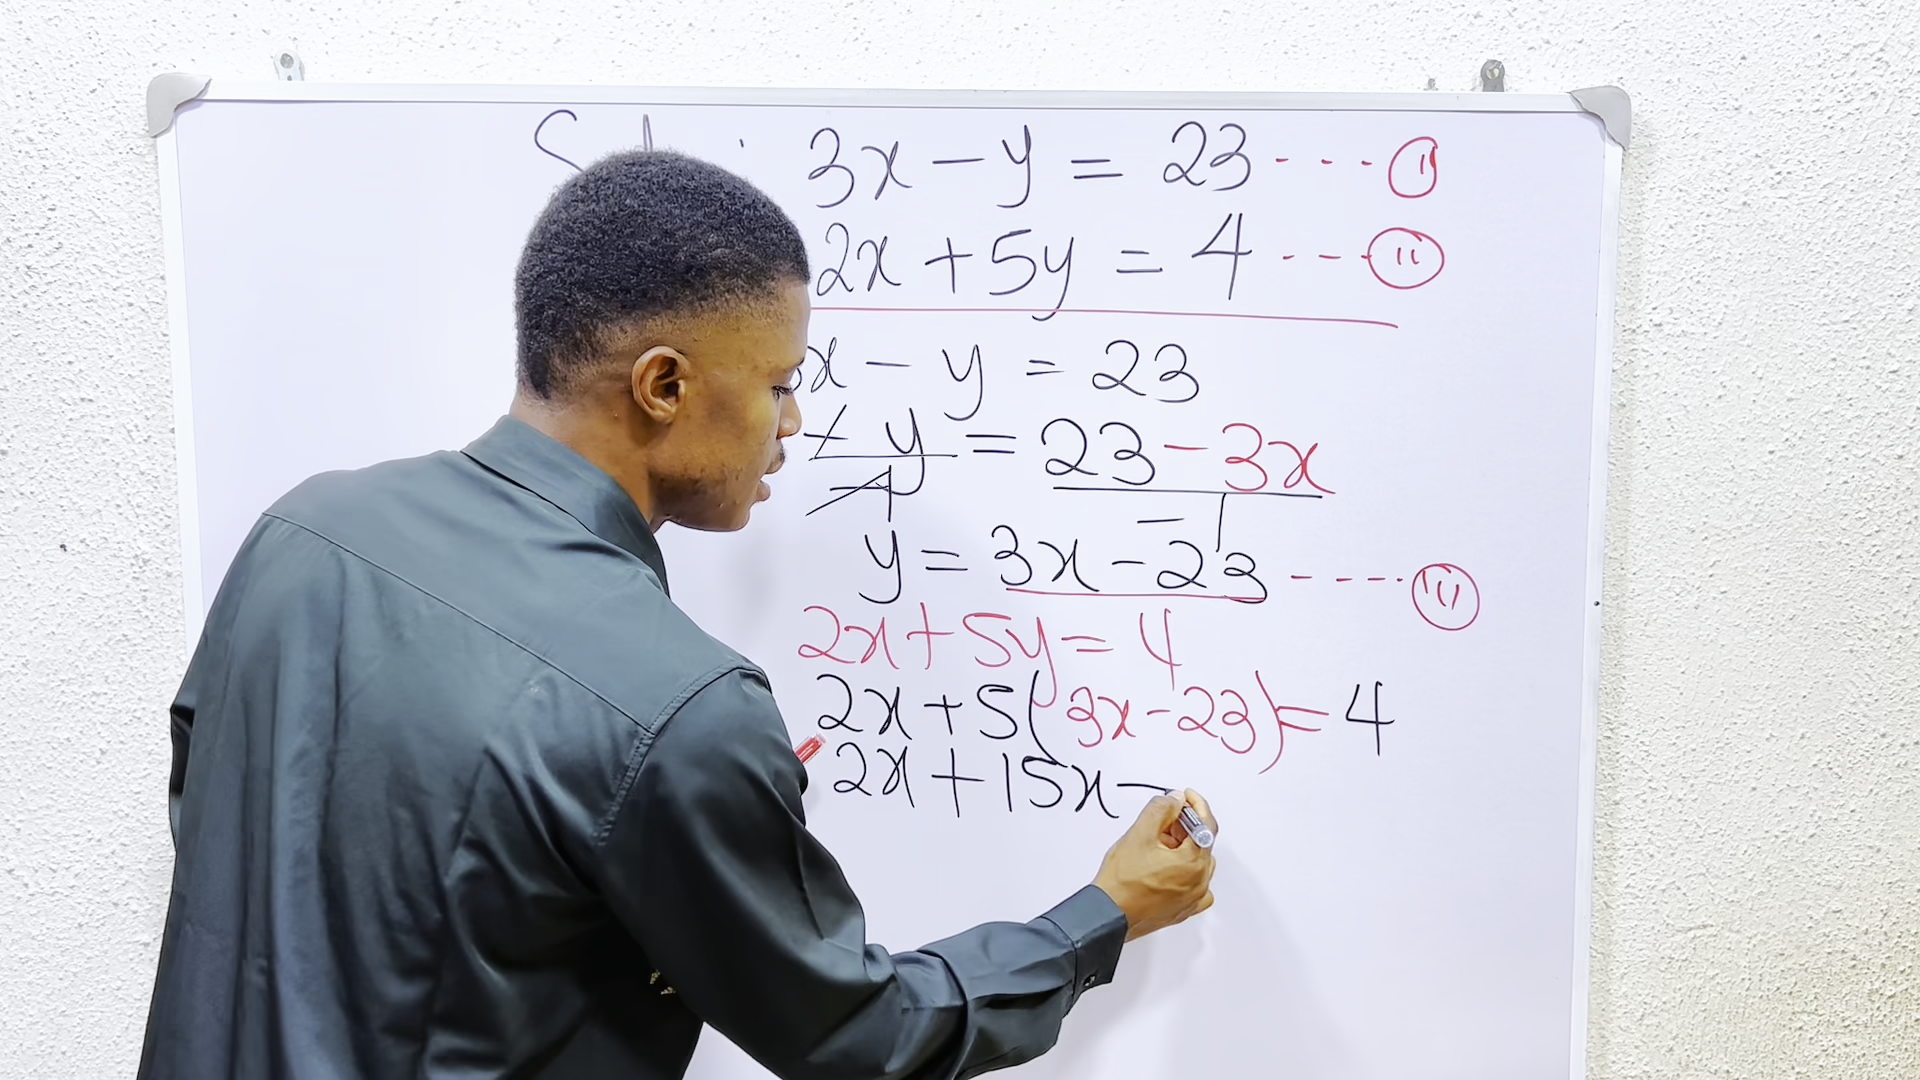 3x - y = 23 - - - - (I)
2x + 5y = 4 - - - (II)
x - y = 23
- y = 23 - 3x
-1 -1
y = 3x - 23 - - - - (III)
2x + 5y = 4
2x + 5(3x - 23) = 4
2x + 15x -